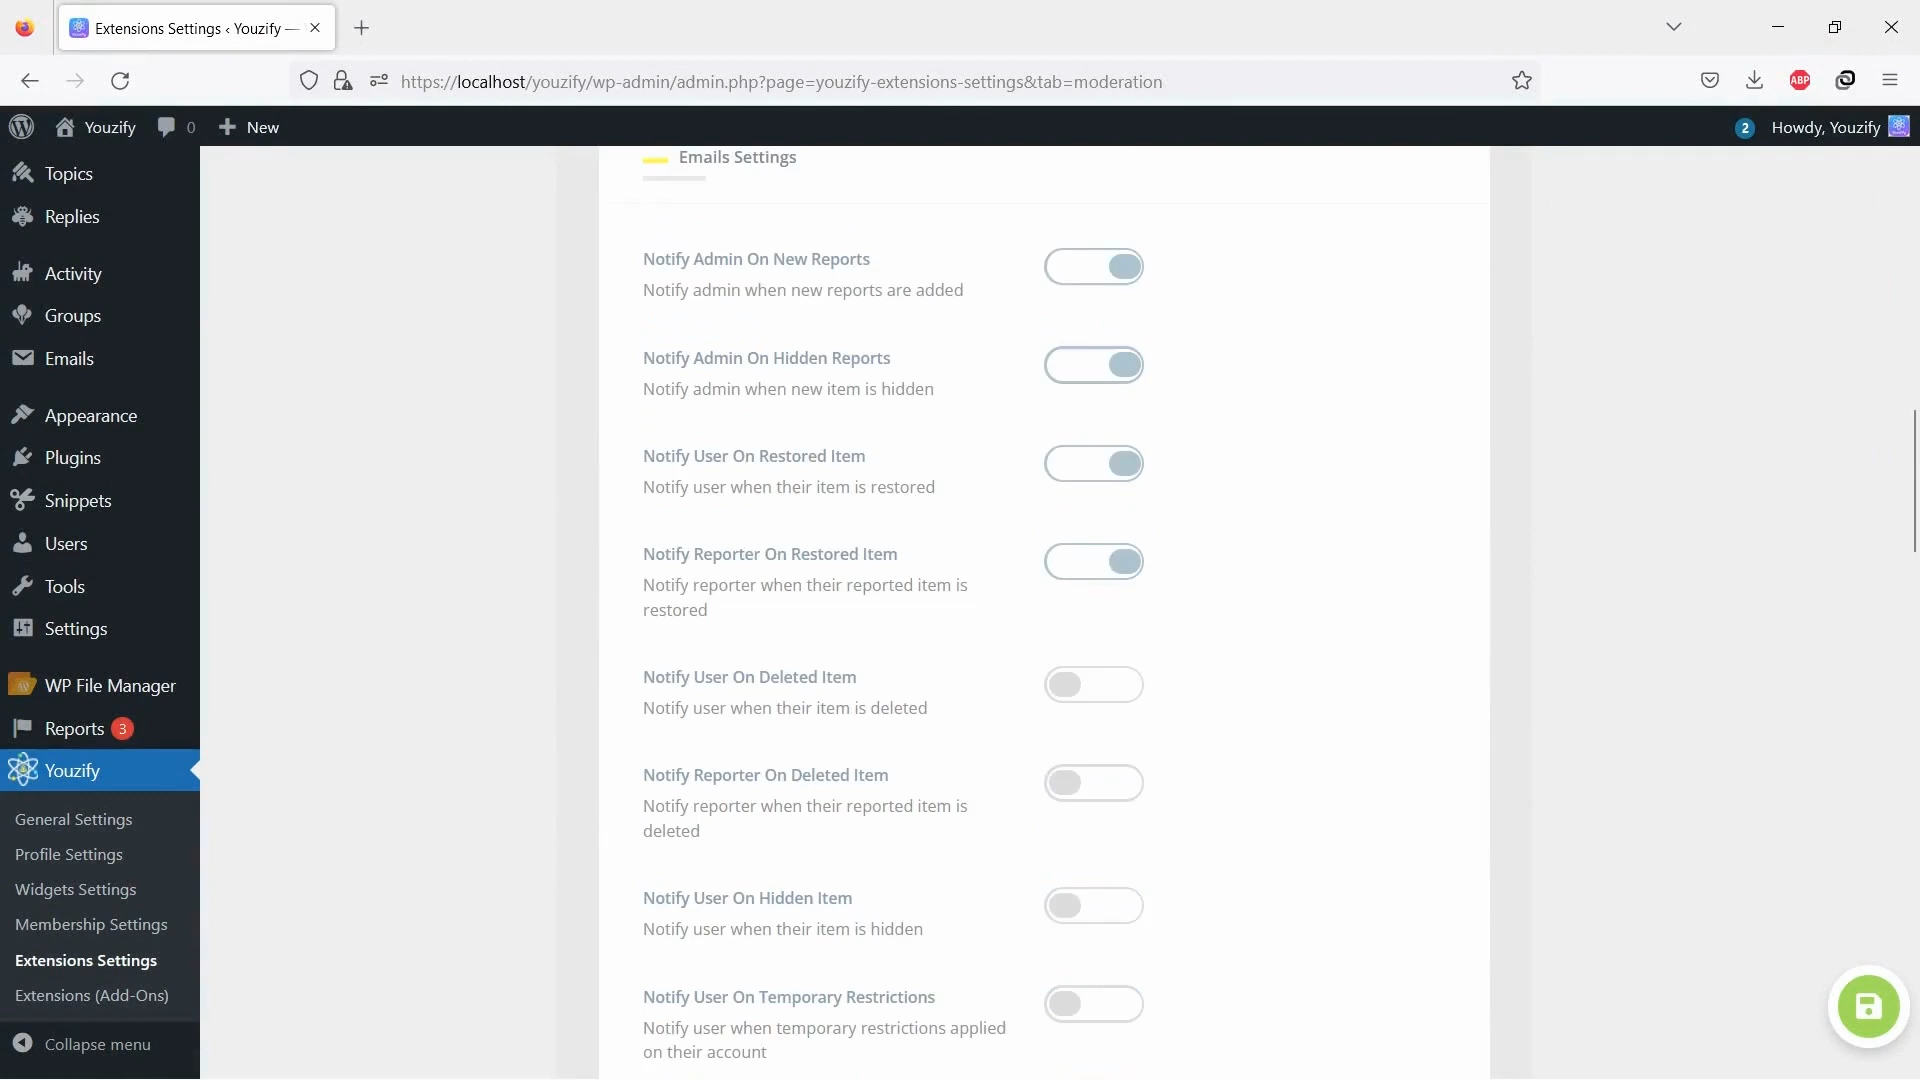 Extensions Settings ‹ Youzify —
https://localhost/youzify/wp-admin/admin.php?page=youzify-extensions-settings&tab=moderation
ABP
Youzify
0
New
2
Howdy, Youzify
Topics
Replies
Activity
Groups
Emails
Appearance
Plugins
Snippets
Users
Tools
Settings
WP File Manager
Reports 3
Youzify
General Settings
Profile Settings
Widgets Settings
Membership Settings
Extensions Settings
Extensions (Add-Ons)
Collapse menu
Emails Settings
Notify Admin On New Reports
Notify admin when new reports are added
Notify Admin On Hidden Reports
Notify admin when new item is hidden
Notify User On Restored Item
Notify user when their item is restored
Notify Reporter On Restored Item
Notify reporter when their reported item is
restored
Notify User On Deleted Item
Notify user when their item is deleted
Notify Reporter On Deleted Item
Notify reporter when their reported item is
deleted
Notify User On Hidden Item
Notify user when their item is hidden
Notify User On Temporary Restrictions
Notify user when temporary restrictions applied
on their account